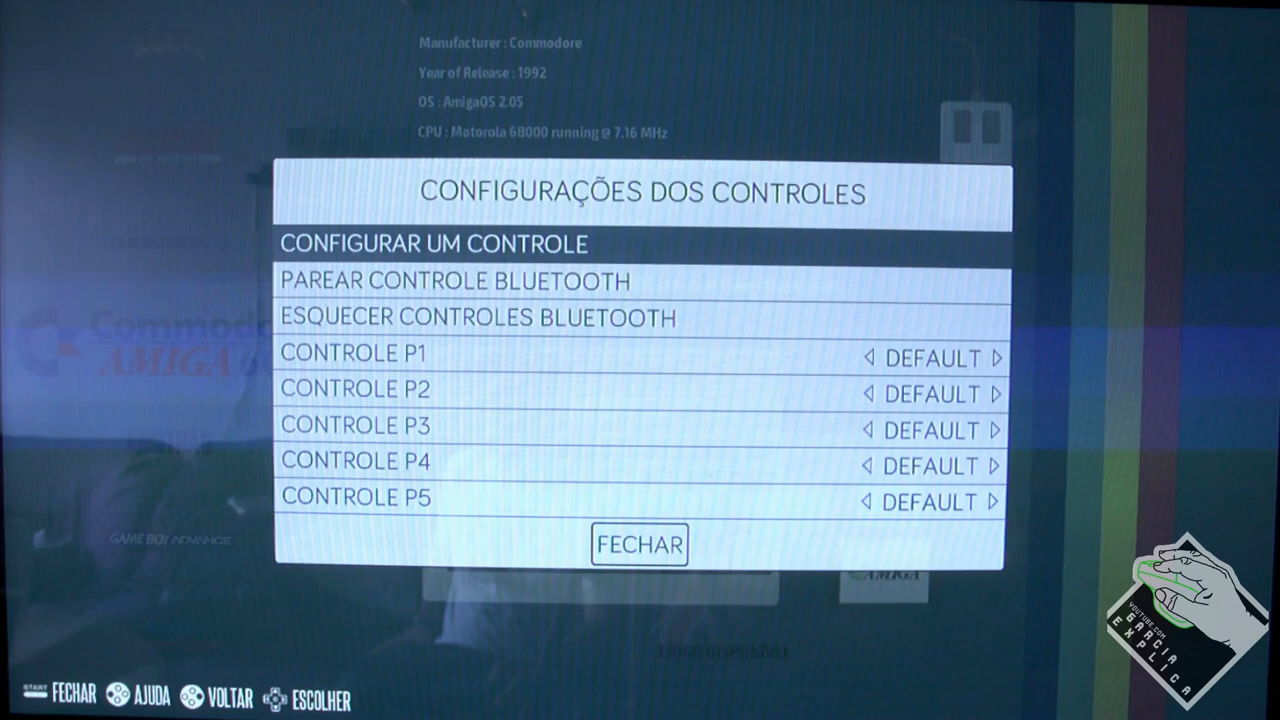 Manufacturer : Commodore
Year of Release : 1992
OS : AmigaOS 2.05
CPU : Motorola 68000 running @ 7.16 MHz
CONFIGURAÇÕES DOS CONTROLES
CONFIGURAR UM CONTROLE
PAREAR CONTROLE BLUETOOTH
ESQUECER CONTROLES BLUETOOTH
CONTROLE P1 DEFAULT
CONTROLE P2 DEFAULT
CONTROLE P3 DEFAULT
CONTROLE P4 DEFAULT
CONTROLE P5 DEFAULT
FECHAR
AMIGA
GAME BOY ADVANCE
1 JOGO DISPONÍVEL
START FECHAR AJUDA VOLTAR ESCOLHER
YOUTUBE.COM
GARCIA
EXPLICA